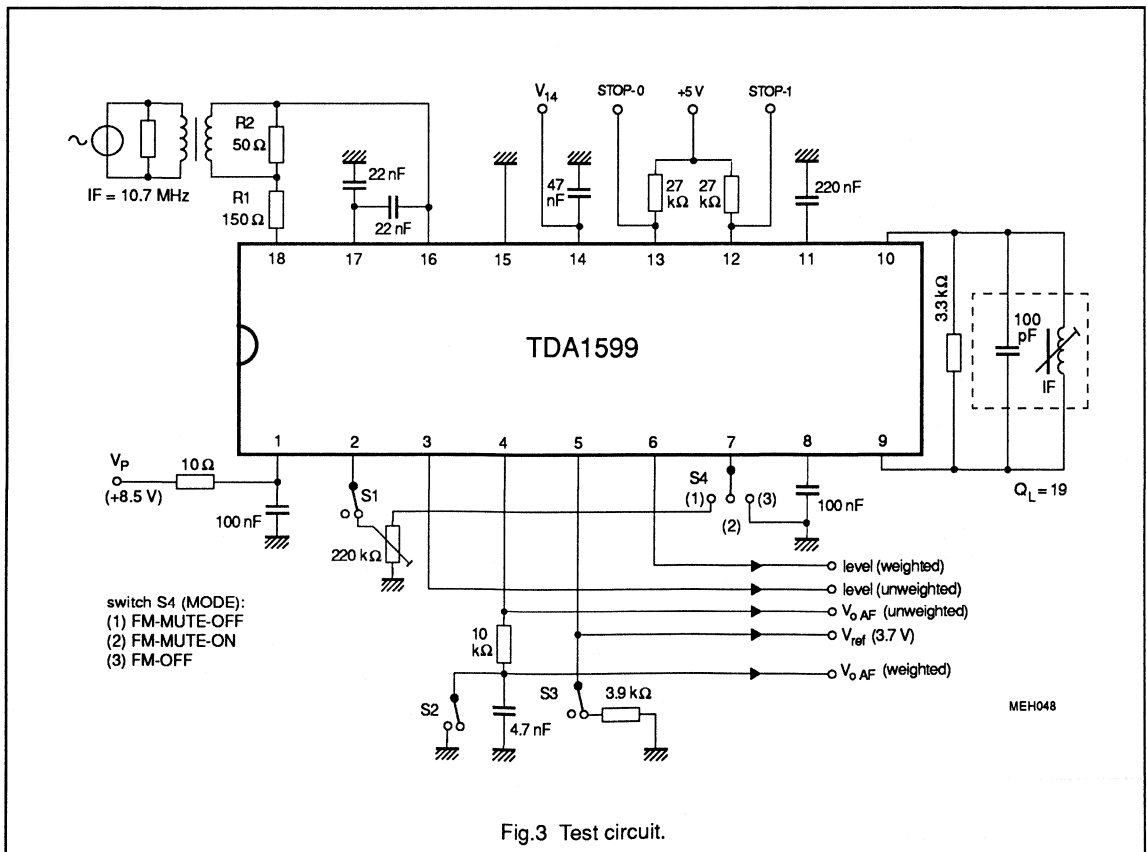 V14
STOP-0
+5 V
STOP-1
R2
50 Ω
R1
150 Ω
IF = 10.7 MHz
22 nF
22 nF
47
nF
27
kΩ
27
kΩ
220 nF
18
17
16
15
14
13
12
11
10
3.3 kΩ
100
pF
IF
TDA1599
1
2
3
4
5
6
7
8
9
VP
(+8.5 V)
10 Ω
100 nF
S1
220 kΩ
S4
(1)
(2)
(3)
100 nF
QL = 19
level (weighted)
level (unweighted)
Vo AF (unweighted)
Vref (3.7 V)
Vo AF (weighted)
switch S4 (MODE):
(1) FM-MUTE-OFF
(2) FM-MUTE-ON
(3) FM-OFF
10
kΩ
S2
4.7 nF
S3
3.9 kΩ
MEH048
Fig.3 Test circuit.